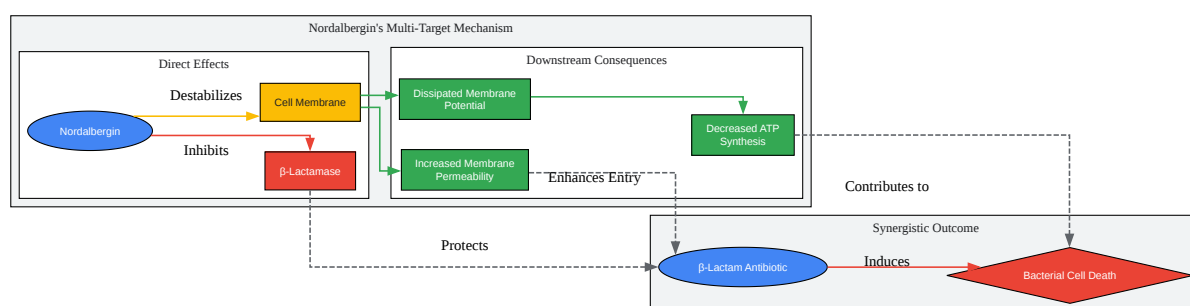 Nordalbergin's Multi-Target Mechanism
Direct Effects
Downstream Consequences
Destabilizes
Cell Membrane
Nordalbergin
Inhibits
β-Lactamase
Dissipated Membrane
Potential
Decreased ATP
Synthesis
Increased Membrane
Permeability
Enhances Entry
Contributes to
Protects
Synergistic Outcome
β-Lactam Antibiotic
Induces
Bacterial Cell Death